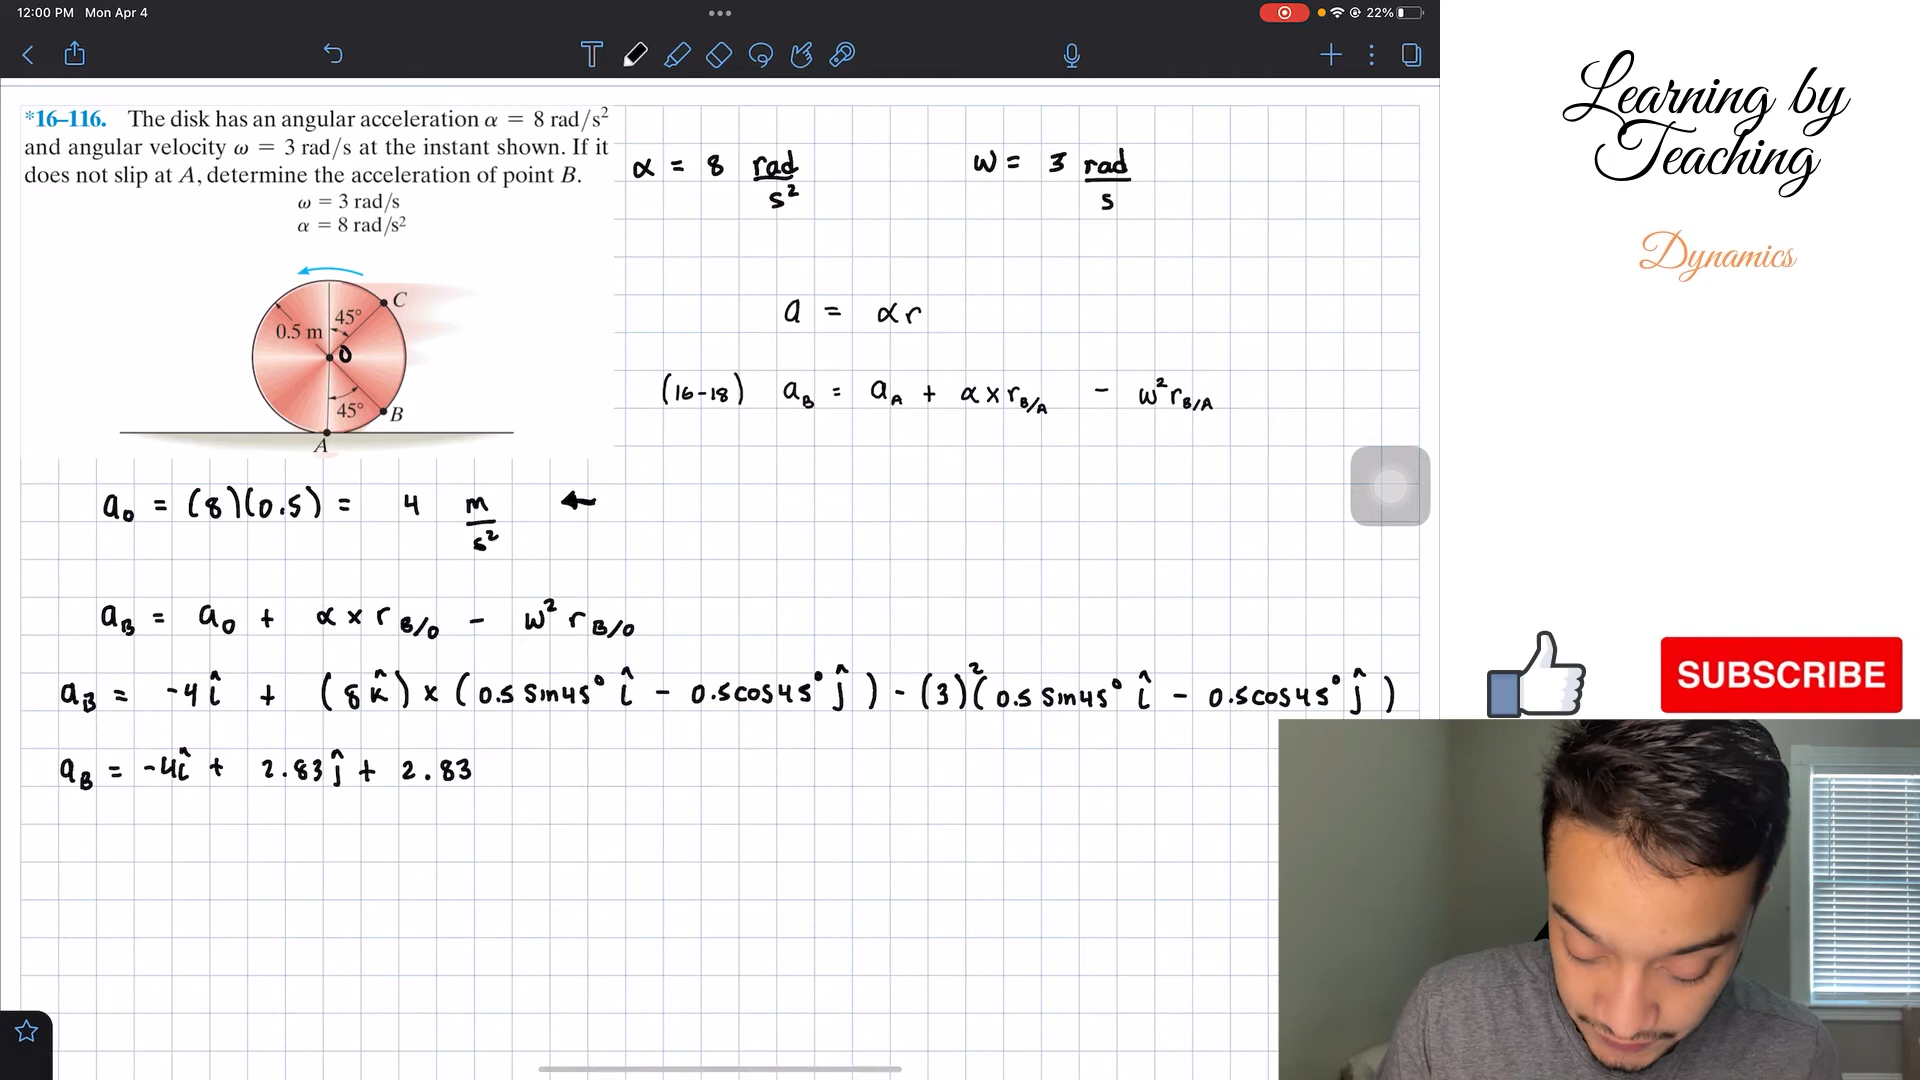 12:00 PM Mon Apr 4
22%
*16–116. The disk has an angular acceleration α = 8 rad/s²
and angular velocity ω = 3 rad/s at the instant shown. If it
does not slip at A, determine the acceleration of point B.
ω = 3 rad/s
α = 8 rad/s²
C
45°
0.5 m
O
45°
B
A
α = 8 rad/s²
ω = 3 rad/s
a = αr
(16-18) a_B = a_A + α × r_B/A - ω² r_B/A
a_O = (8)(0.5) = 4 m/s² ←
a_B = a_O + α × r_B/O - ω² r_B/O
a_B = -4î + (8k̂) × (0.5 sin45° î - 0.5cos45° ĵ) - (3)²(0.5 sin45° î - 0.5cos45° ĵ)
a_B = -4î + 2.83ĵ + 2.83
Learning by
Teaching
Dynamics
SUBSCRIBE